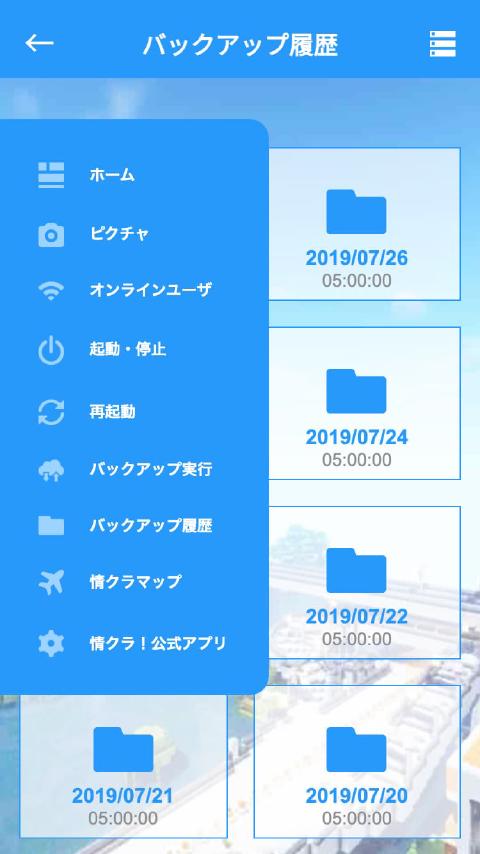 バックアップ履歴
ホーム
ピクチャ
オンラインユーザ
起動・停止
再起動
バックアップ実行
バックアップ履歴
情クラマップ
情クラ！公式アプリ
2019/07/26
05:00:00
2019/07/24
05:00:00
2019/07/22
05:00:00
2019/07/21
05:00:00
2019/07/20
05:00:00